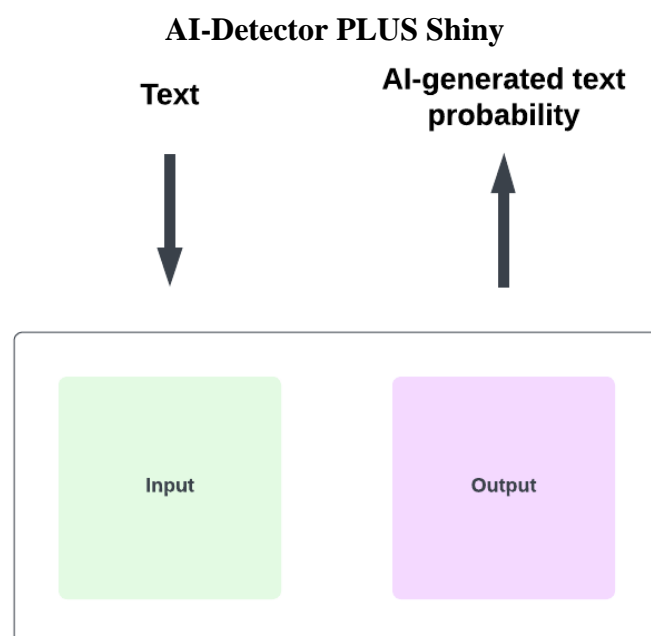 AI-Detector PLUS Shiny
Text
AI-generated text
probability
Input
Output